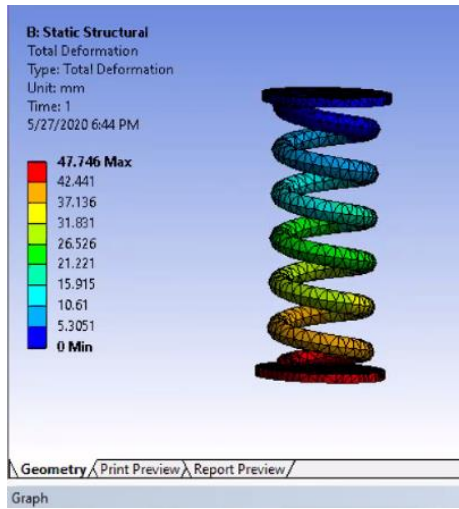 B: Static Structural
Total Deformation
Type: Total Deformation
Unit: mm
Time: 1
5/27/2020 6:44 PM
47.746 Max
42.441
37.136
31.831
26.526
21.221
15.915
10.61
5.3051
0 Min
Geometry Print Preview Report Preview
Graph